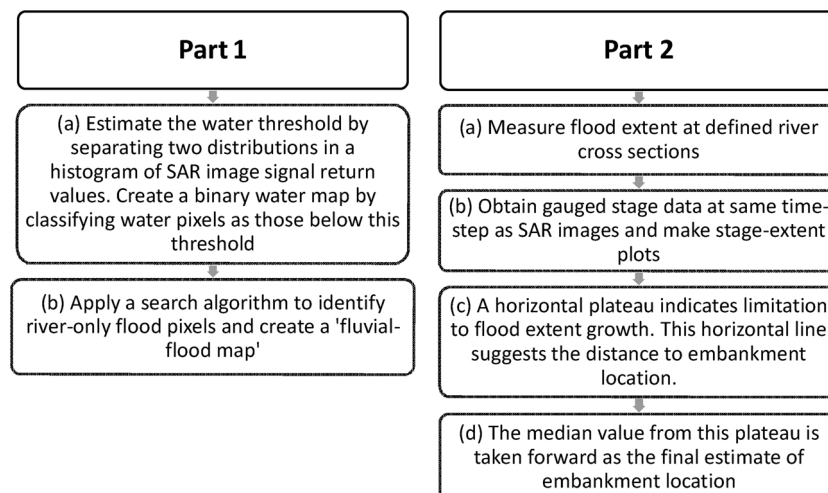 Part 1
(a) Estimate the water threshold by
separating two distributions in a
histogram of SAR image signal return
values. Create a binary water map by
classifying water pixels as those below this
threshold
(b) Apply a search algorithm to identify
river-only flood pixels and create a 'fluvial-
flood map'
Part 2
(a) Measure flood extent at defined river
cross sections
(b) Obtain gauged stage data at same time-
step as SAR images and make stage-extent
plots
(c) A horizontal plateau indicates limitation
to flood extent growth. This horizontal line
suggests the distance to embankment
location.
(d) The median value from this plateau is
taken forward as the final estimate of
embankment location